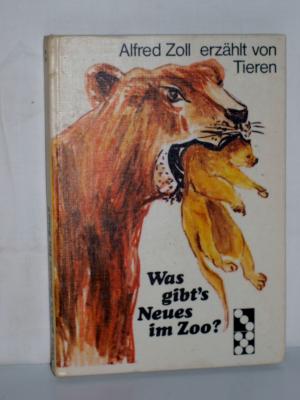 Alfred Zoll erzählt von
Tieren
Was
gibt's
Neues
im Zoo?